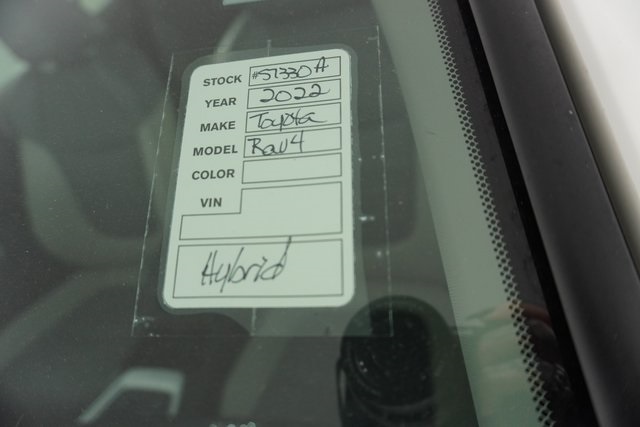 STOCK #57330A
YEAR 2022
MAKE Toyota
MODEL Rav4
COLOR
VIN
Hybrid